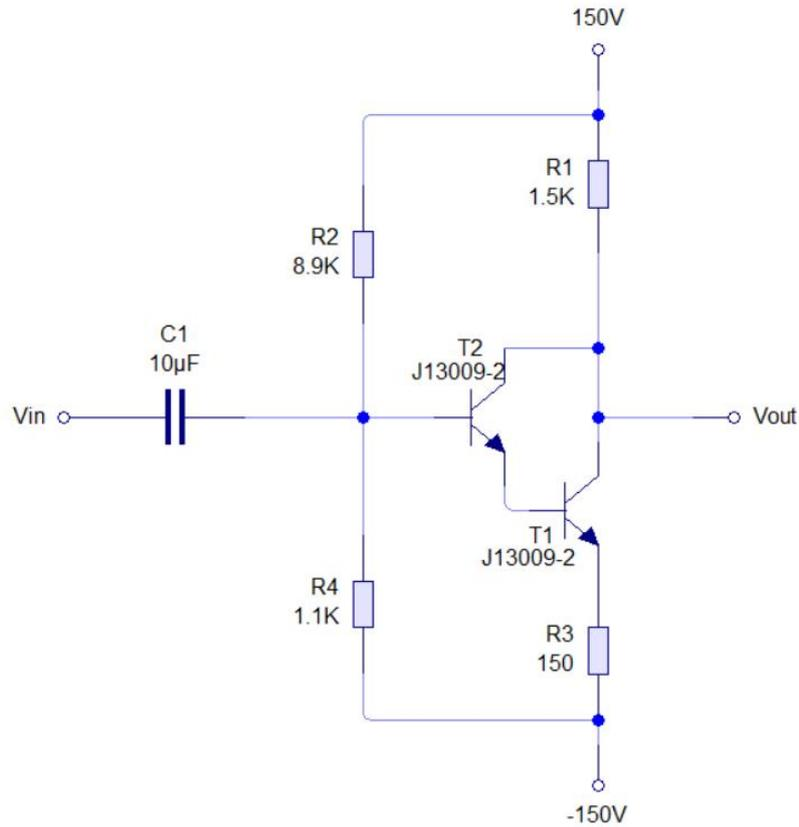 150V
R1
1.5K
R2
8.9K
C1
10µF
T2
J13009-2
Vin
Vout
T1
J13009-2
R4
1.1K
R3
150
-150V